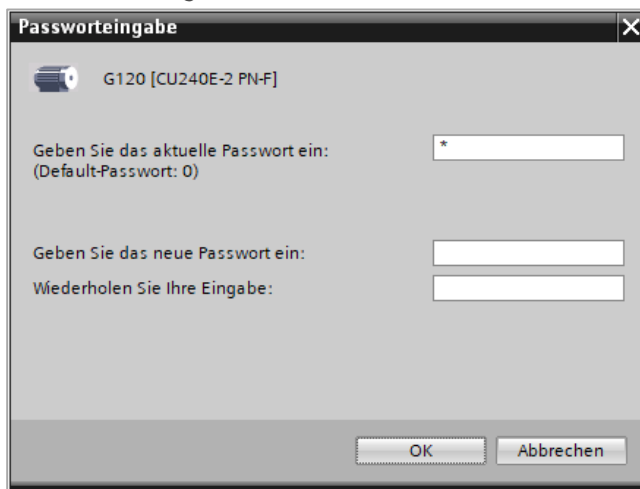 Passworteingabe
G120 [CU240E-2 PN-F]
Geben Sie das aktuelle Passwort ein:
*
(Default-Passwort: 0)
Geben Sie das neue Passwort ein:
Wiederholen Sie Ihre Eingabe:
OK
Abbrechen